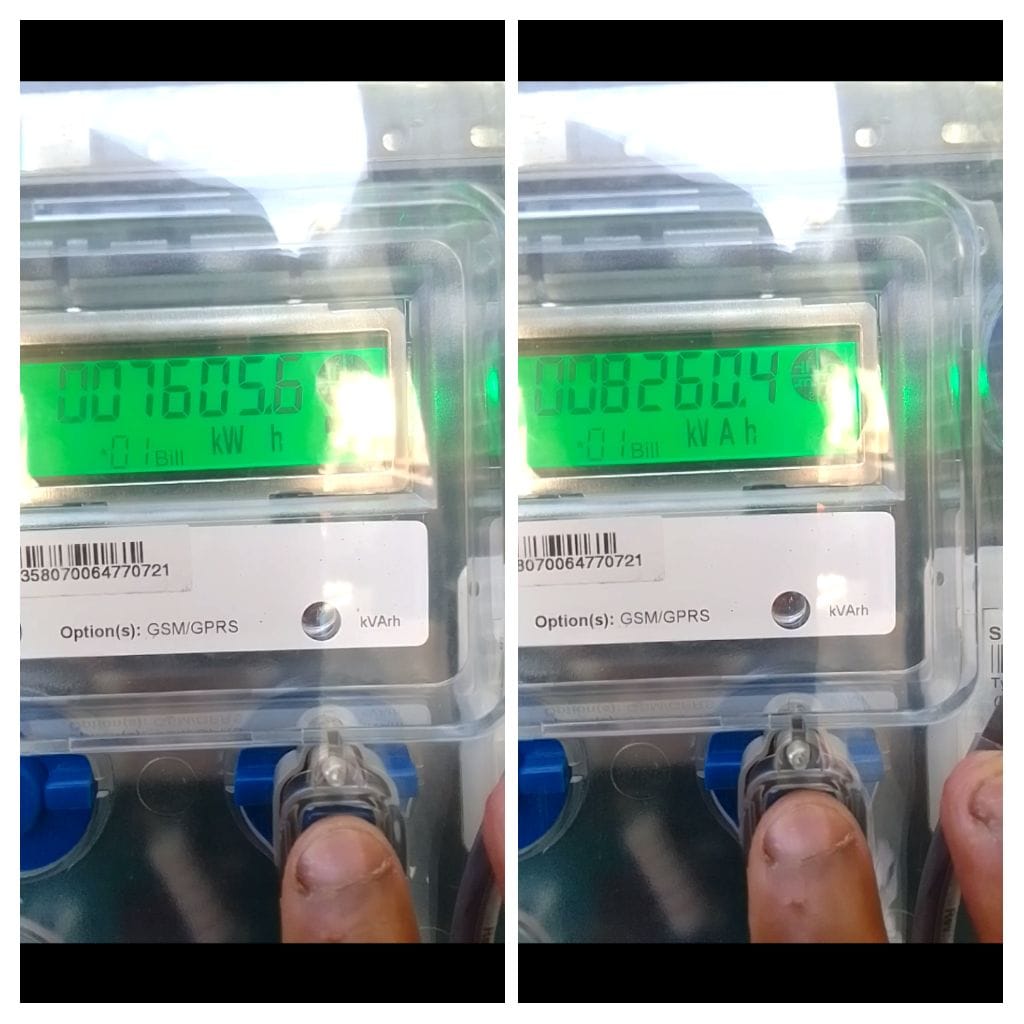 007605.6
kW h
*01 Bill
358070064770721
Option(s): GSM/GPRS
kVArh
008260.4
kVAh
*01 Bill
8070064770721
Option(s): GSM/GPRS
kVArh